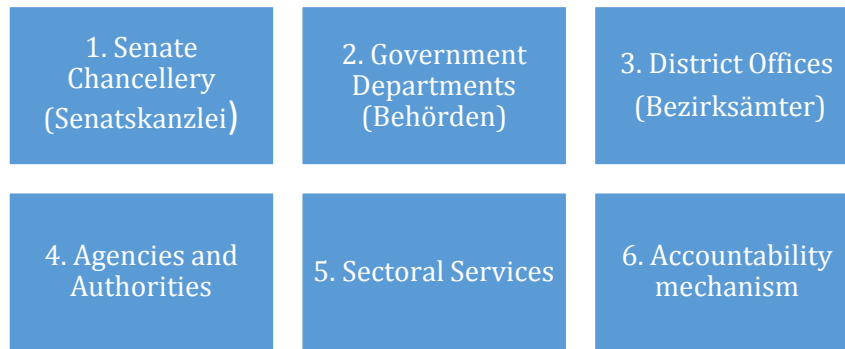 1. Senate
Chancellery
(Senatskanzlei)
2. Government
Departments
(Behörden)
3. District Offices
(Bezirksämter)
4. Agencies and
Authorities
5. Sectoral Services
6. Accountability
mechanism